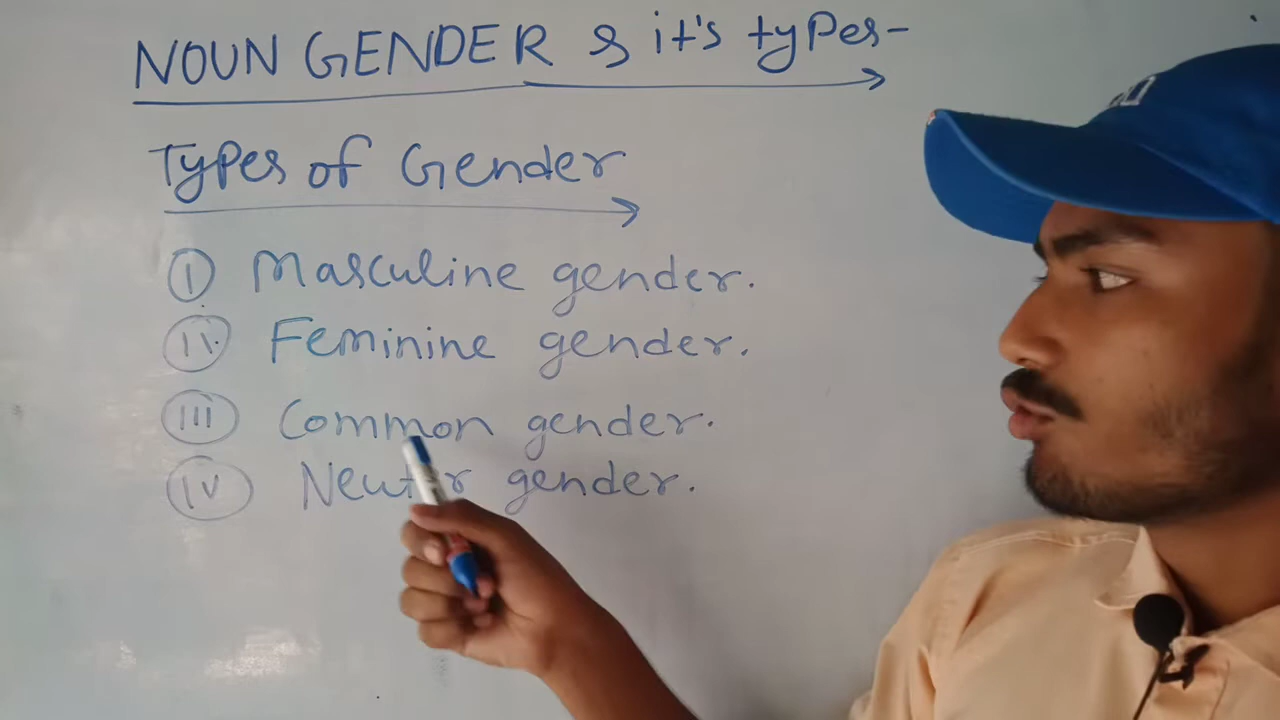 NOUN GENDER & it's types-
Types of Gender
(I) Masculine gender.
(II) Feminine gender.
(III) Common gender.
(IV) Neuter gender.